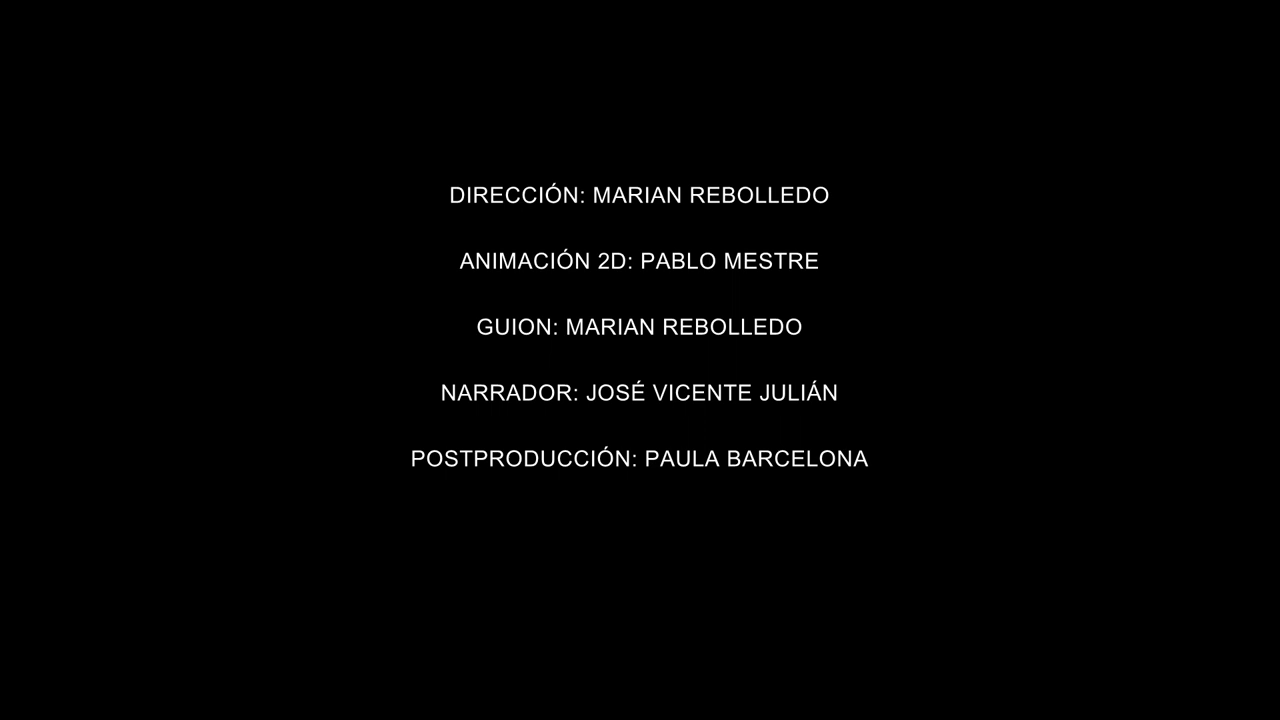 DIRECCIÓN: MARIAN REBOLLEDO
ANIMACIÓN 2D: PABLO MESTRE
GUION: MARIAN REBOLLEDO
NARRADOR: JOSÉ VICENTE JULIÁN
POSTPRODUCCIÓN: PAULA BARCELONA